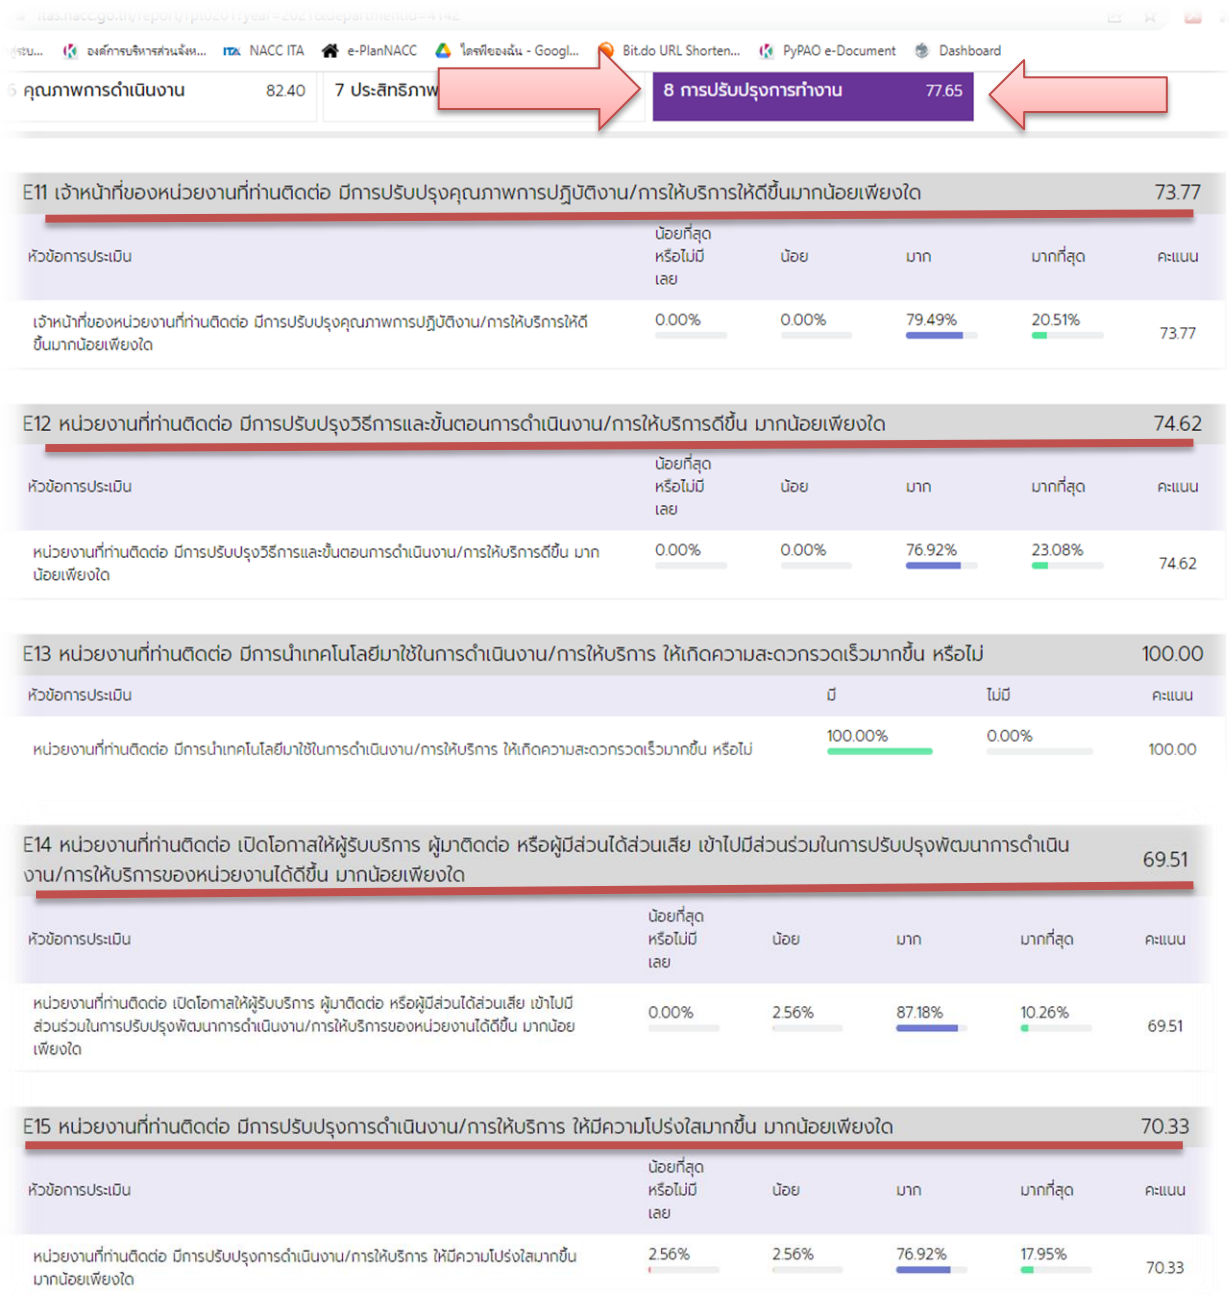 itas.nacc.go.th/report/rpt0201?year=2021&departmentid=4142
องค์การบริหารส่วนจังห... ITA NACC ITA e-PlanNACC ไดรฟ์ของฉัน - Googl... Bit.do URL Shorten... PyPAO e-Document Dashboard
6 คุณภาพการดำเนินงาน 82.40 7 ประสิทธิภาพ 8 การปรับปรุงการทำงาน 77.65
E11 เจ้าหน้าที่ของหน่วยงานที่ท่านติดต่อ มีการปรับปรุงคุณภาพการปฏิบัติงาน/การให้บริการให้ดีขึ้นมากน้อยเพียงใด 73.77
หัวข้อการประเมิน น้อยที่สุด หรือไม่มี เลย น้อย มาก มากที่สุด คะแนน
เจ้าหน้าที่ของหน่วยงานที่ท่านติดต่อ มีการปรับปรุงคุณภาพการปฏิบัติงาน/การให้บริการให้ดี 0.00% 0.00% 79.49% 20.51% 73.77
ขึ้นมากน้อยเพียงใด
E12 หน่วยงานที่ท่านติดต่อ มีการปรับปรุงวิธีการและขั้นตอนการดำเนินงาน/การให้บริการดีขึ้น มากน้อยเพียงใด 74.62
หัวข้อการประเมิน น้อยที่สุด หรือไม่มี เลย น้อย มาก มากที่สุด คะแนน
หน่วยงานที่ท่านติดต่อ มีการปรับปรุงวิธีการและขั้นตอนการดำเนินงาน/การให้บริการดีขึ้น มาก 0.00% 0.00% 76.92% 23.08% 74.62
น้อยเพียงใด
E13 หน่วยงานที่ท่านติดต่อ มีการนำเทคโนโลยีมาใช้ในการดำเนินงาน/การให้บริการ ให้เกิดความสะดวกรวดเร็วมากขึ้น หรือไม่ 100.00
หัวข้อการประเมิน มี ไม่มี คะแนน
หน่วยงานที่ท่านติดต่อ มีการนำเทคโนโลยีมาใช้ในการดำเนินงาน/การให้บริการ ให้เกิดความสะดวกรวดเร็วมากขึ้น หรือไม่ 100.00% 0.00% 100.00
E14 หน่วยงานที่ท่านติดต่อ เปิดโอกาสให้ผู้รับบริการ ผู้มาติดต่อ หรือผู้มีส่วนได้ส่วนเสีย เข้าไปมีส่วนร่วมในการปรับปรุงพัฒนาการดำเนิน 69.51
งาน/การให้บริการของหน่วยงานได้ดีขึ้น มากน้อยเพียงใด
หัวข้อการประเมิน น้อยที่สุด หรือไม่มี เลย น้อย มาก มากที่สุด คะแนน
หน่วยงานที่ท่านติดต่อ เปิดโอกาสให้ผู้รับบริการ ผู้มาติดต่อ หรือผู้มีส่วนได้ส่วนเสีย เข้าไปมี 0.00% 2.56% 87.18% 10.26% 69.51
ส่วนร่วมในการปรับปรุงพัฒนาการดำเนินงาน/การให้บริการของหน่วยงานได้ดีขึ้น มากน้อย
เพียงใด
E15 หน่วยงานที่ท่านติดต่อ มีการปรับปรุงการดำเนินงาน/การให้บริการ ให้มีความโปร่งใสมากขึ้น มากน้อยเพียงใด 70.33
หัวข้อการประเมิน น้อยที่สุด หรือไม่มี เลย น้อย มาก มากที่สุด คะแนน
หน่วยงานที่ท่านติดต่อ มีการปรับปรุงการดำเนินงาน/การให้บริการ ให้มีความโปร่งใสมากขึ้น 2.56% 2.56% 76.92% 17.95% 70.33
มากน้อยเพียงใด